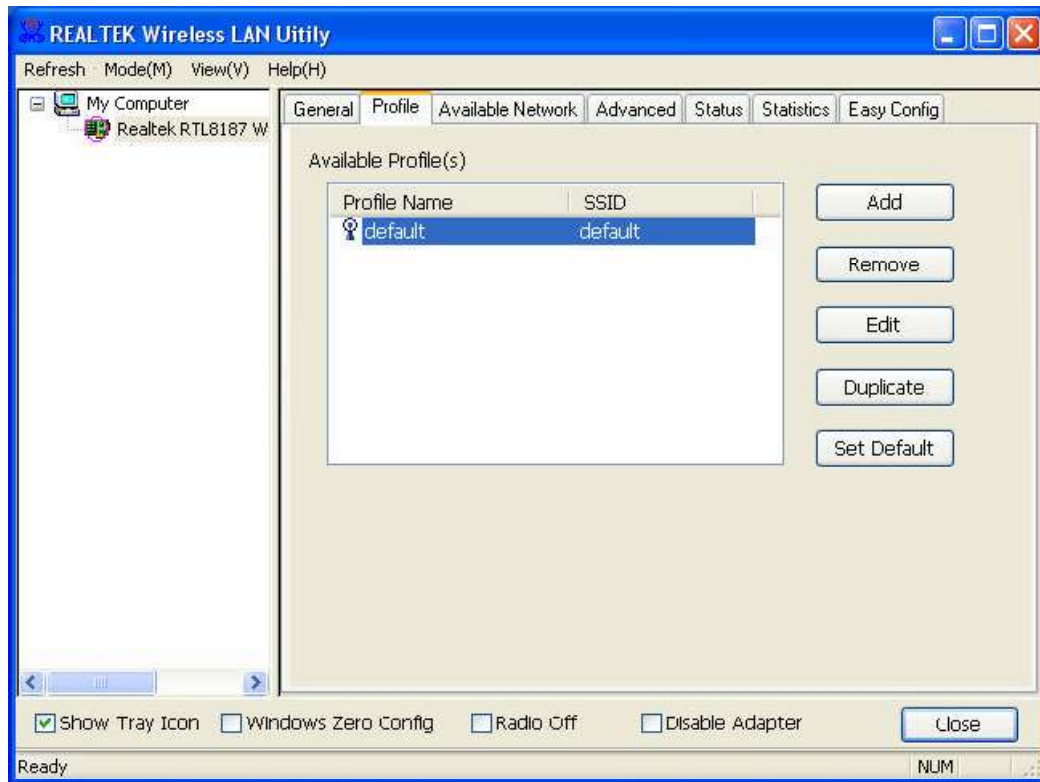 REALTEK Wireless LAN Uitily
Refresh Mode(M) View(V) Help(H)
My Computer
Realtek RTL8187 W
General Profile Available Network Advanced Status Statistics Easy Config
Available Profile(s)
Profile Name SSID
default default
Add
Remove
Edit
Duplicate
Set Default
Show Tray Icon Windows Zero Config Radio Off Disable Adapter Close
Ready NUM